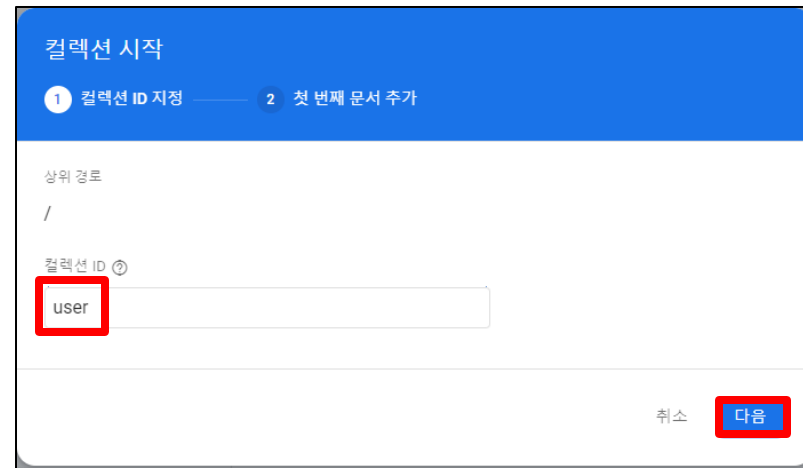 컬렉션 시작
1 컬렉션 ID 지정 2 첫 번째 문서 추가
상위 경로
/
컬렉션 ID ?
user
취소 다음